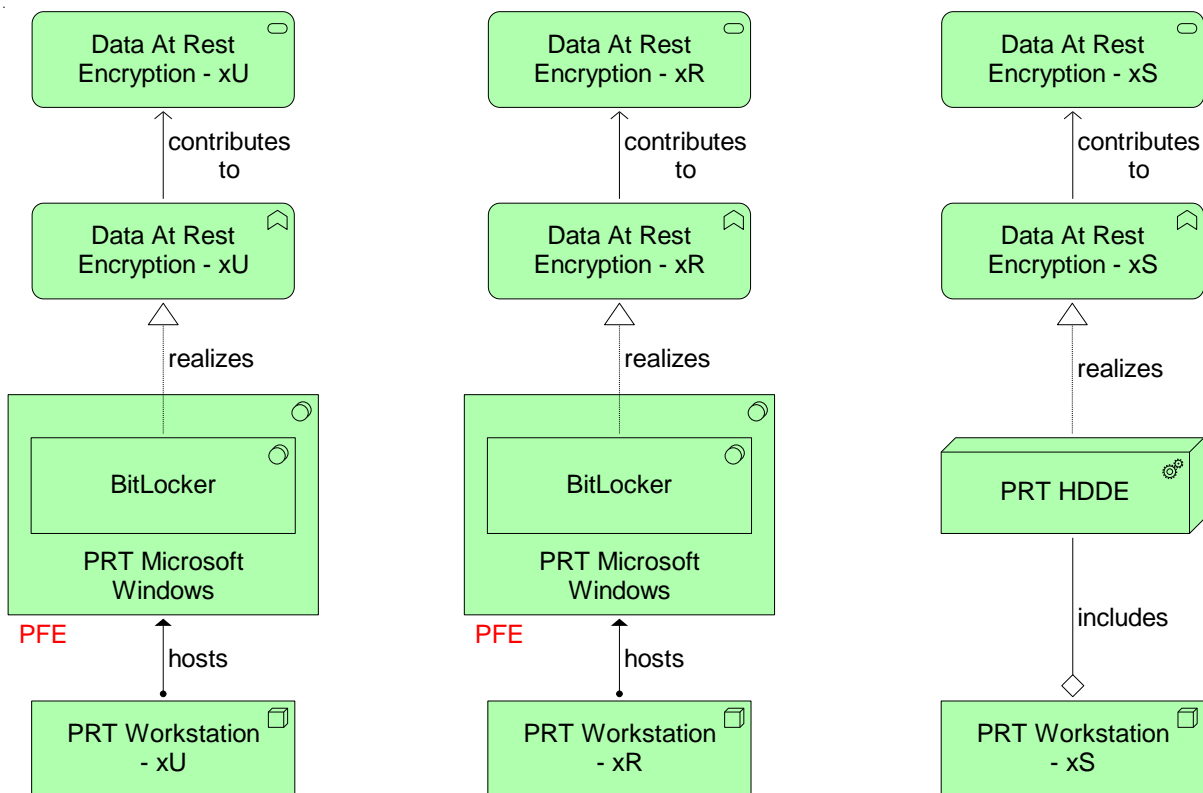 Data At Rest
Encryption - xU
Data At Rest
Encryption - xR
Data At Rest
Encryption - xS
contributes
to
contributes
to
contributes
to
Data At Rest
Encryption - xU
Data At Rest
Encryption - xR
Data At Rest
Encryption - xS
realizes
realizes
realizes
BitLocker
BitLocker
PRT HDDE
PRT Microsoft
Windows
PRT Microsoft
Windows
PFE
PFE
includes
hosts
hosts
PRT Workstation
- xU
PRT Workstation
- xR
PRT Workstation
- xS